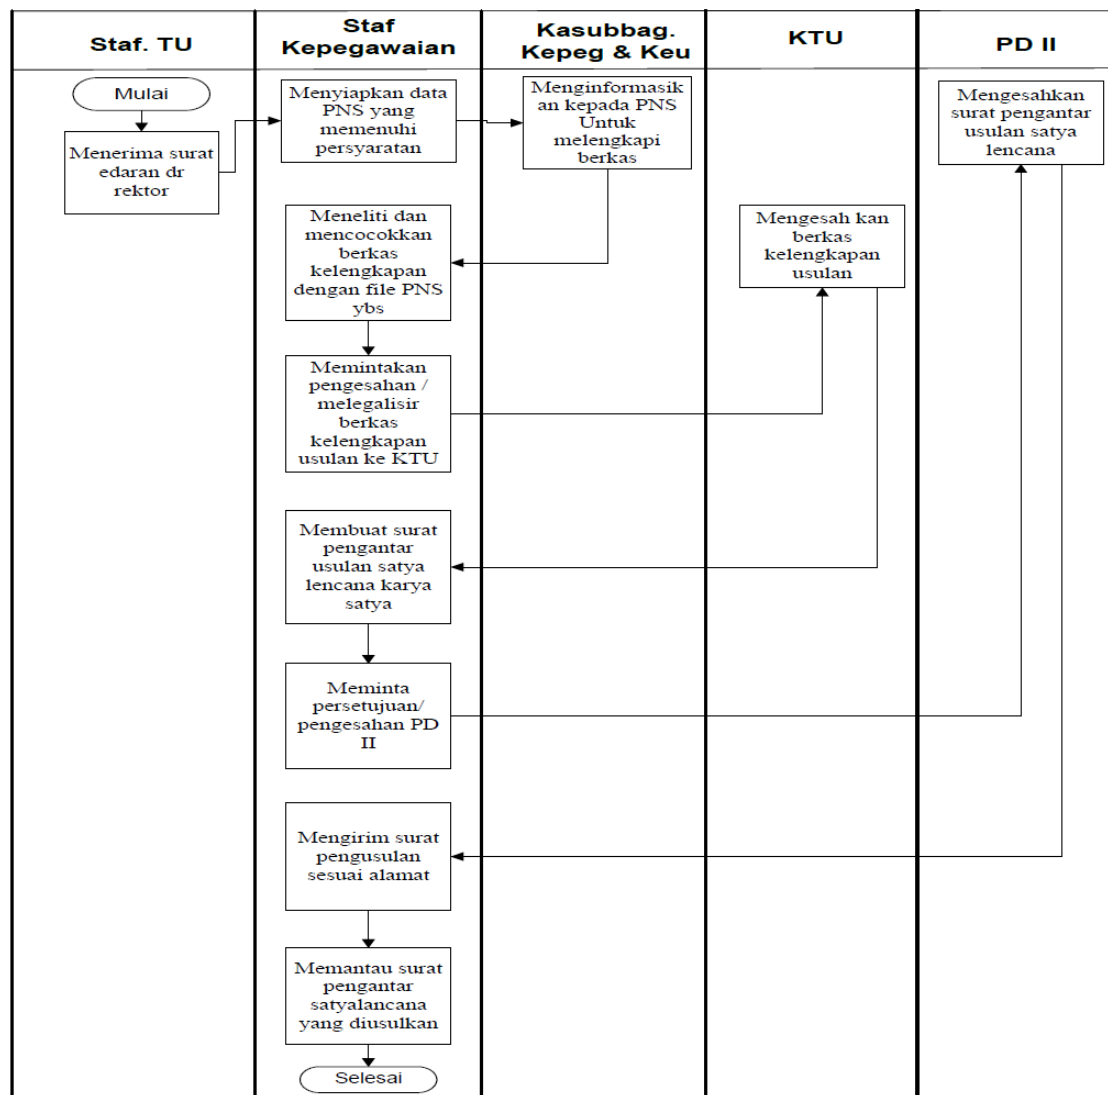 Staf. TU
Staf
Kepegawaian
Kasubbag.
Kepeg & Keu
KTU
PD II
Mulai
Menerima surat
edaran dr
rektor
Menyiapkan data
PNS yang
memenuhi
persyaratan
Menginformasik
an kepada PNS
Untuk
melengkapi
berkas
Mengesahkan
surat pengantar
usulan satya
lencana
Meneliti dan
mencocokkan
berkas
kelengkapan
dengan file PNS
ybs
Mengesah kan
berkas
kelengkapan
usulan
Memintakan
pengesahan /
melegalisir
berkas
kelengkapan
usulan ke KTU
Membuat surat
pengantar
usulan satya
lencana karya
satya
Meminta
persetujuan/
pengesahan PD
II
Mengirim surat
pengusulan
sesuai alamat
Memantau surat
pengantar
satyalancana
yang diusulkan
Selesai